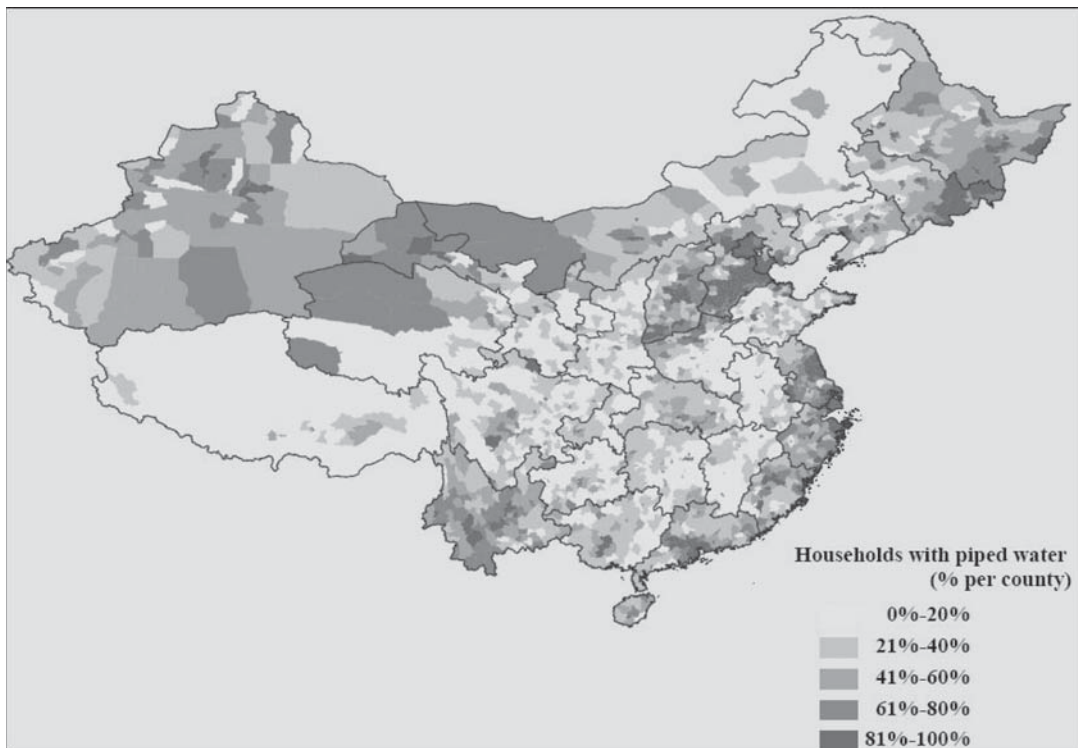 Households with piped water
(% per county)
0%-20%
21%-40%
41%-60%
61%-80%
81%-100%